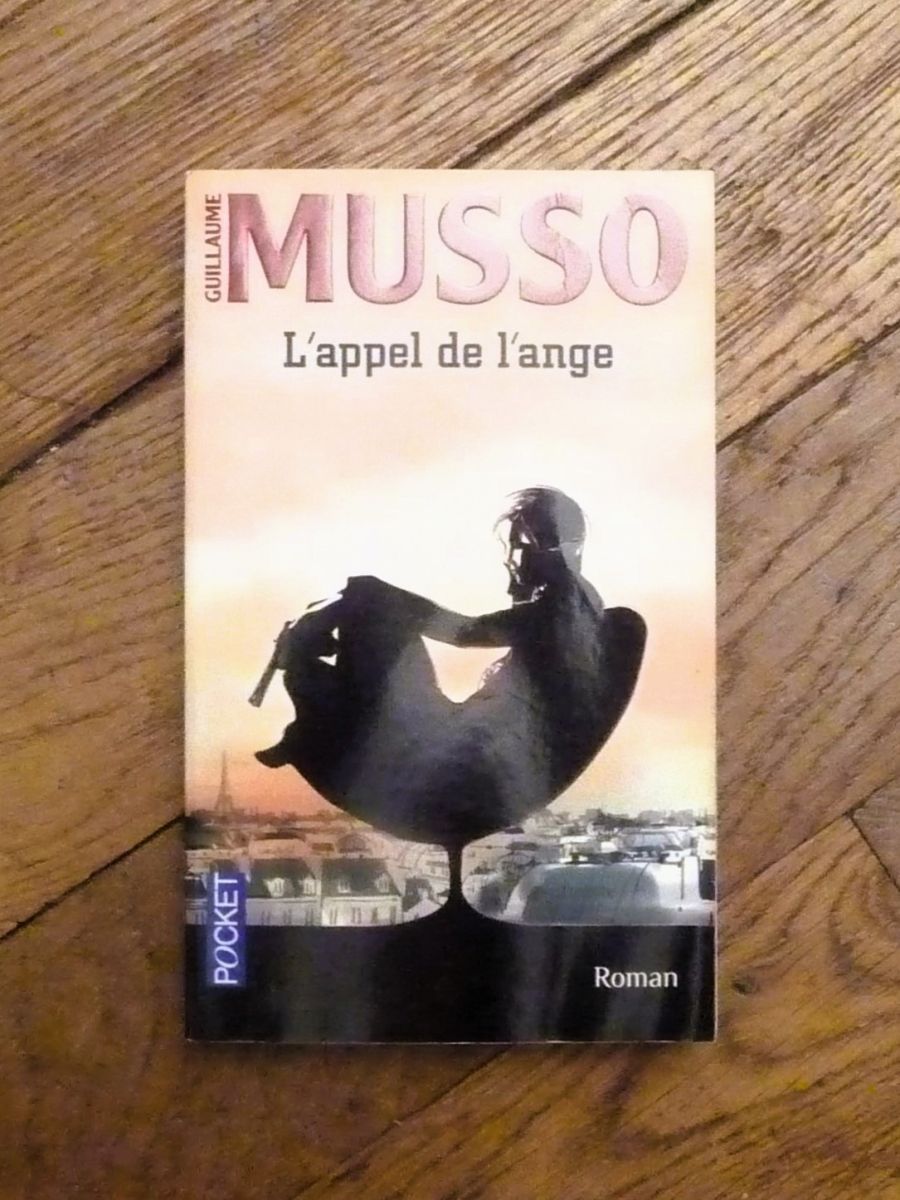 GUILLAUME
MUSSO
L'appel de l'ange
POCKET
Roman